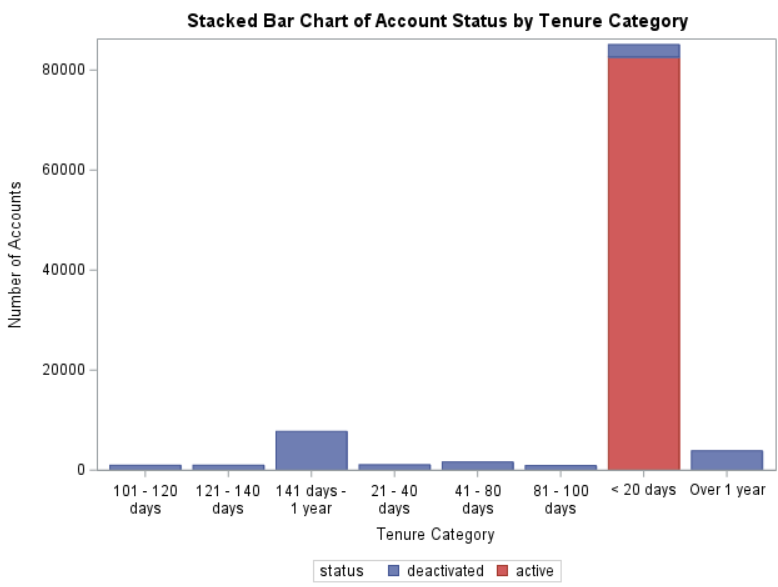 Stacked Bar Chart of Account Status by Tenure Category
Number of Accounts
80000
60000
40000
20000
0
101 - 120 days
121 - 140 days
141 days - 1 year
21 - 40 days
41 - 80 days
81 - 100 days
< 20 days
Over 1 year
Tenure Category
status deactivated active